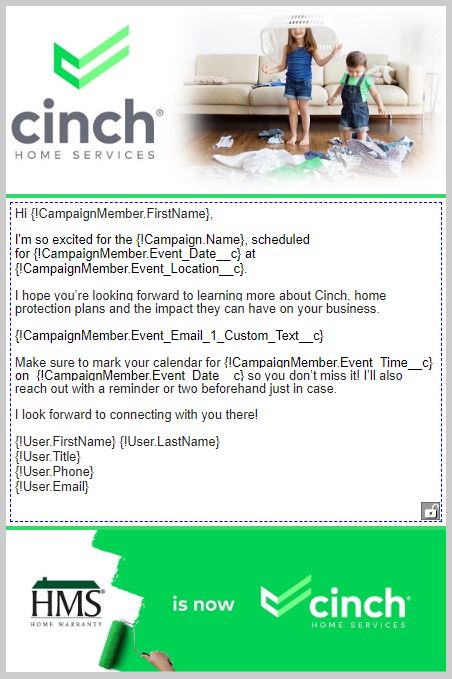 cinch®
HOME SERVICES
Hi {!CampaignMember.FirstName},
I'm so excited for the {!Campaign.Name}, scheduled
for {!CampaignMember.Event_Date__c} at
{!CampaignMember.Event_Location__c}.
I hope you're looking forward to learning more about Cinch, home
protection plans and the impact they can have on your business.
{!CampaignMember.Event_Email_1_Custom_Text__c}
Make sure to mark your calendar for {!CampaignMember.Event_Time__c}
on {!CampaignMember.Event_Date__c} so you don't miss it! I'll also
reach out with a reminder or two beforehand just in case.
I look forward to connecting with you there!
{!User.FirstName} {!User.LastName}
{!User.Title}
{!User.Phone}
{!User.Email}
HMS®
HOME WARRANTY
is now
cinch®
HOME SERVICES